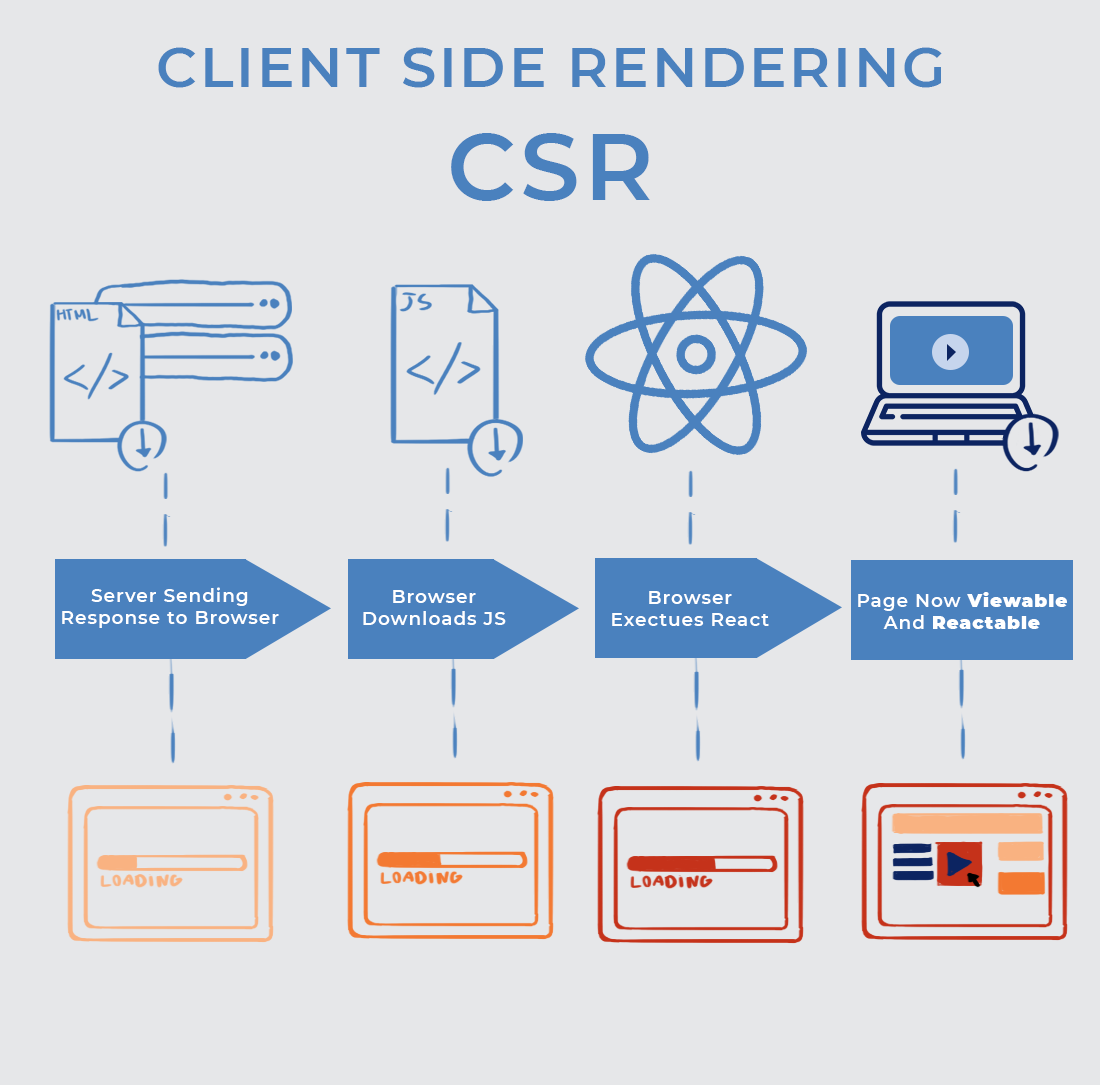 CLIENT SIDE RENDERING
CSR
HTML
</>
JS
</>
Server Sending
Response to Browser
Browser
Downloads JS
Browser
Exectues React
Page Now Viewable
And Reactable
LOADING
LOADING
LOADING